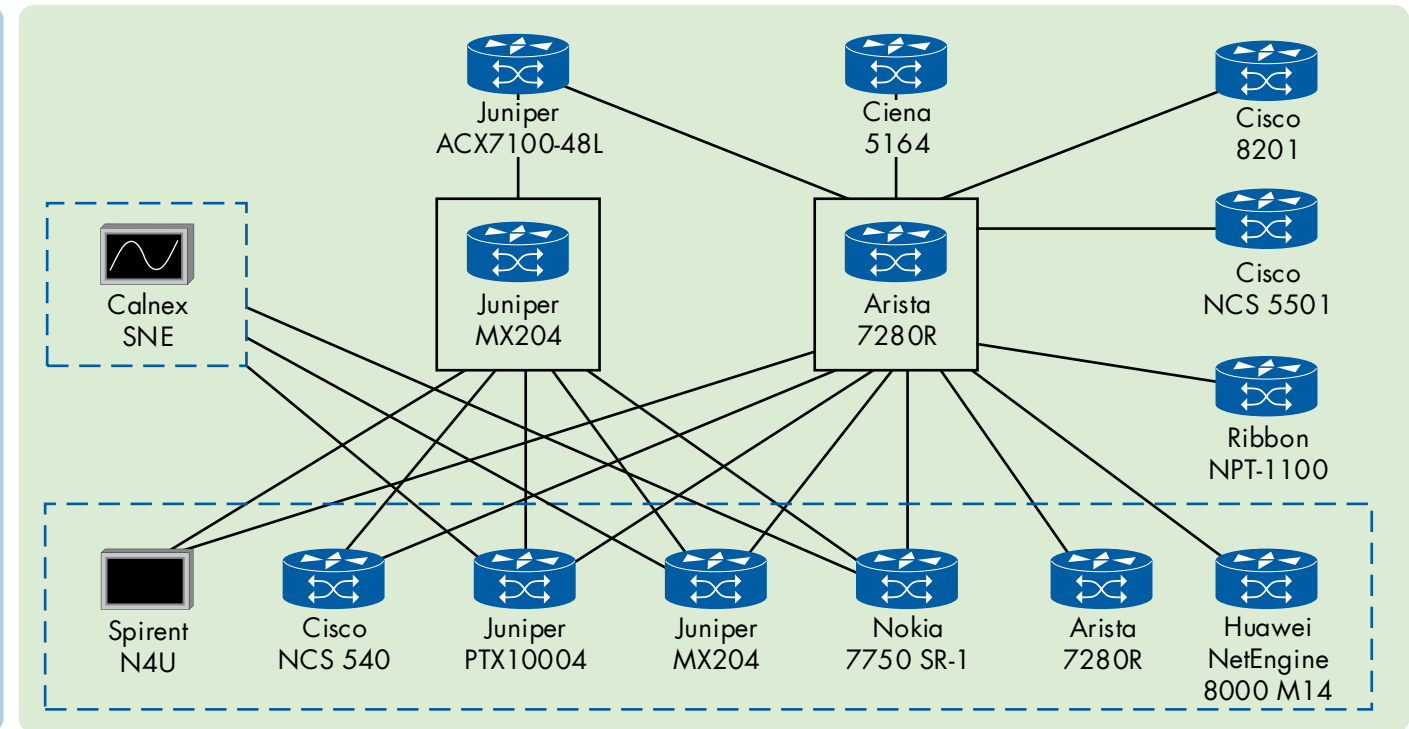 Juniper
ACX7100-48L
Ciena
5164
Cisco
8201
Calnex
SNE
Juniper
MX204
Arista
7280R
Cisco
NCS 5501
Ribbon
NPT-1100
Spirent
N4U
Cisco
NCS 540
Juniper
PTX10004
Juniper
MX204
Nokia
7750 SR-1
Arista
7280R
Huawei
NetEngine
8000 M14